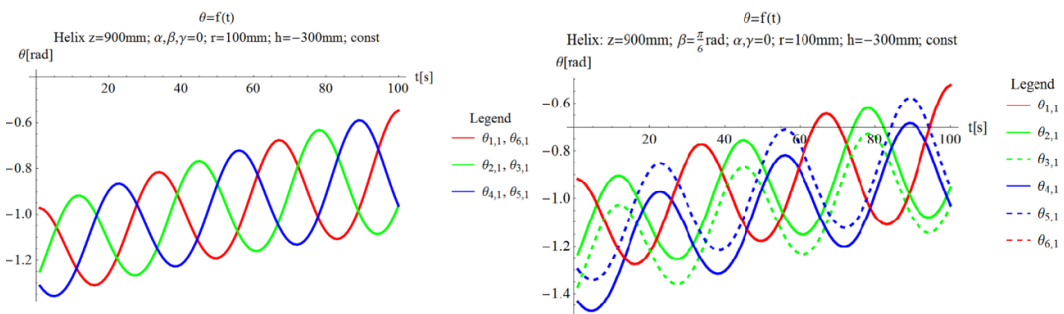 θ=f(t)
Helix z=900mm; α,β,γ=0; r=100mm; h=−300mm; const
θ[rad]
t[s]
20 40 60 80 100
−0.6
−0.8
−1.0
−1.2
Legend
θ1,1, θ6,1
θ2,1, θ3,1
θ4,1, θ5,1
θ=f(t)
Helix: z=900mm; β=π/6 rad; α,γ=0; r=100mm; h=−300mm; const
θ[rad]
−0.6
t[s]
20 40 60 80 100
−0.8
−1.0
−1.2
−1.4
Legend
θ1,1
θ2,1
θ3,1
θ4,1
θ5,1
θ6,1